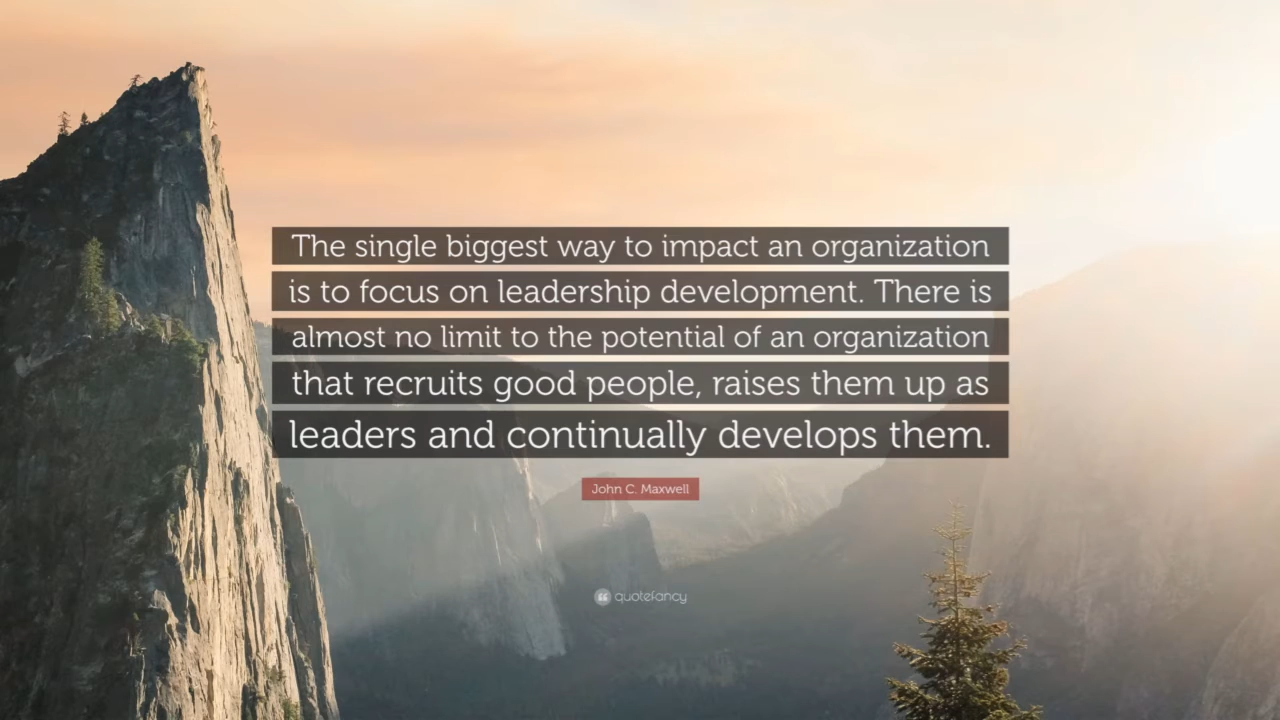 The single biggest way to impact an organization
is to focus on leadership development. There is
almost no limit to the potential of an organization
that recruits good people, raises them up as
leaders and continually develops them.
John C. Maxwell
quotefancy